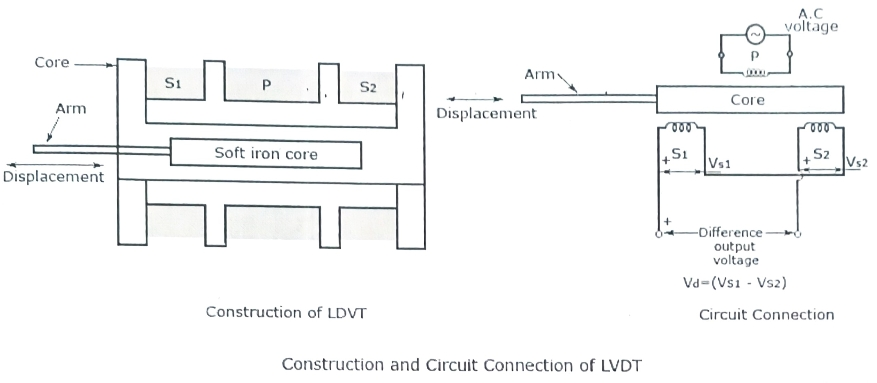 Core
S1
P
S2
Arm
Soft iron core
Displacement
Construction of LDVT
A.C
voltage
P
Arm
Core
Displacement
S1
S2
+
+
Vs1
Vs2
+
Difference
output
voltage
Vd=(Vs1 - Vs2)
Circuit Connection
Construction and Circuit Connection of LVDT